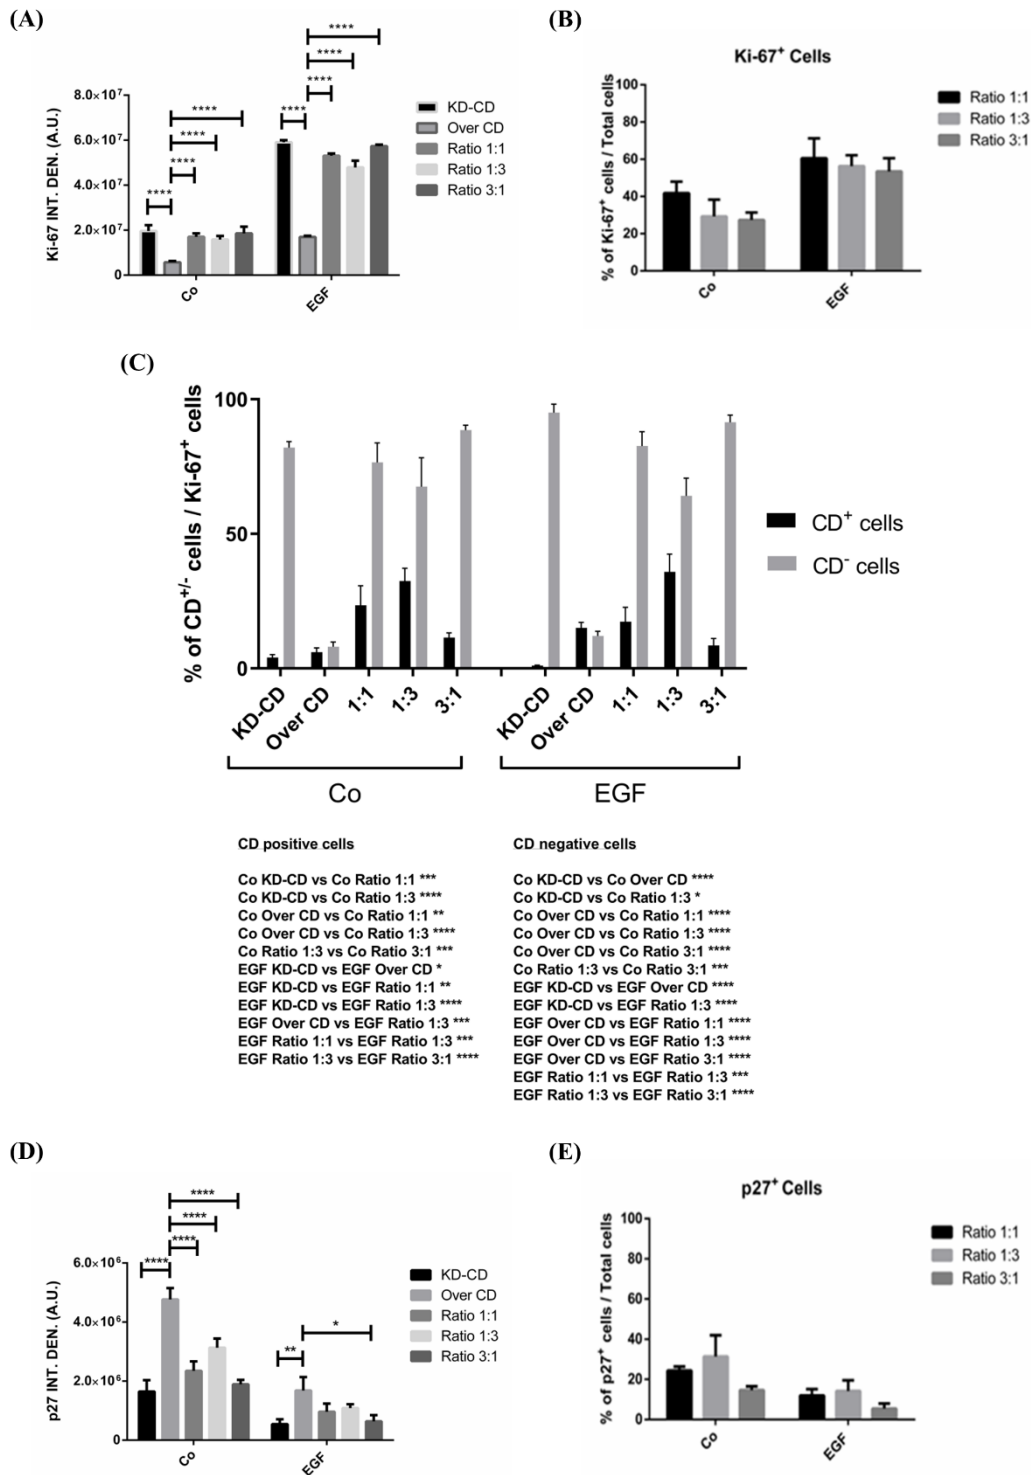 (A)
****
****
****
****
****
****
****
****
8.0×10⁷
6.0×10⁷
4.0×10⁷
2.0×10⁷
0
Ki-67 INT. DEN. (A.U.)
Co
EGF
KD-CD
Over CD
Ratio 1:1
Ratio 1:3
Ratio 3:1
(B)
Ki-67⁺ Cells
100
80
60
40
20
0
% of Ki-67⁺ cells / Total cells
Co
EGF
Ratio 1:1
Ratio 1:3
Ratio 3:1
(C)
100
50
0
% of CD⁺/⁻ cells / Ki-67⁺ cells
KD-CD
Over CD
1:1
1:3
3:1
KD-CD
Over CD
1:1
1:3
3:1
Co
EGF
CD⁺ cells
CD⁻ cells
CD positive cells
Co KD-CD vs Co Ratio 1:1 ***
Co KD-CD vs Co Ratio 1:3 ****
Co Over CD vs Co Ratio 1:1 **
Co Over CD vs Co Ratio 1:3 ****
Co Ratio 1:3 vs Co Ratio 3:1 ***
EGF KD-CD vs EGF Over CD *
EGF KD-CD vs EGF Ratio 1:1 **
EGF KD-CD vs EGF Ratio 1:3 ****
EGF Over CD vs EGF Ratio 1:3 ***
EGF Ratio 1:1 vs EGF Ratio 1:3 ***
EGF Ratio 1:3 vs EGF Ratio 3:1 ****
CD negative cells
Co KD-CD vs Co Over CD ****
Co KD-CD vs Co Ratio 1:3 *
Co Over CD vs Co Ratio 1:1 ****
Co Over CD vs Co Ratio 1:3 ****
Co Over CD vs Co Ratio 3:1 ****
Co Ratio 1:3 vs Co Ratio 3:1 ***
EGF KD-CD vs EGF Over CD ****
EGF KD-CD vs EGF Ratio 1:3 ****
EGF Over CD vs EGF Ratio 1:1 ****
EGF Over CD vs EGF Ratio 1:3 ****
EGF Over CD vs EGF Ratio 3:1 ****
EGF Ratio 1:1 vs EGF Ratio 1:3 ***
EGF Ratio 1:3 vs EGF Ratio 3:1 ****
(D)
****
****
****
****
*
**
6.0×10⁶
4.0×10⁶
2.0×10⁶
0
p27 INT. DEN. (A.U.)
Co
EGF
KD-CD
Over CD
Ratio 1:1
Ratio 1:3
Ratio 3:1
(E)
p27⁺ Cells
100
80
60
40
20
0
% of p27⁺ cells / Total cells
Co
EGF
Ratio 1:1
Ratio 1:3
Ratio 3:1